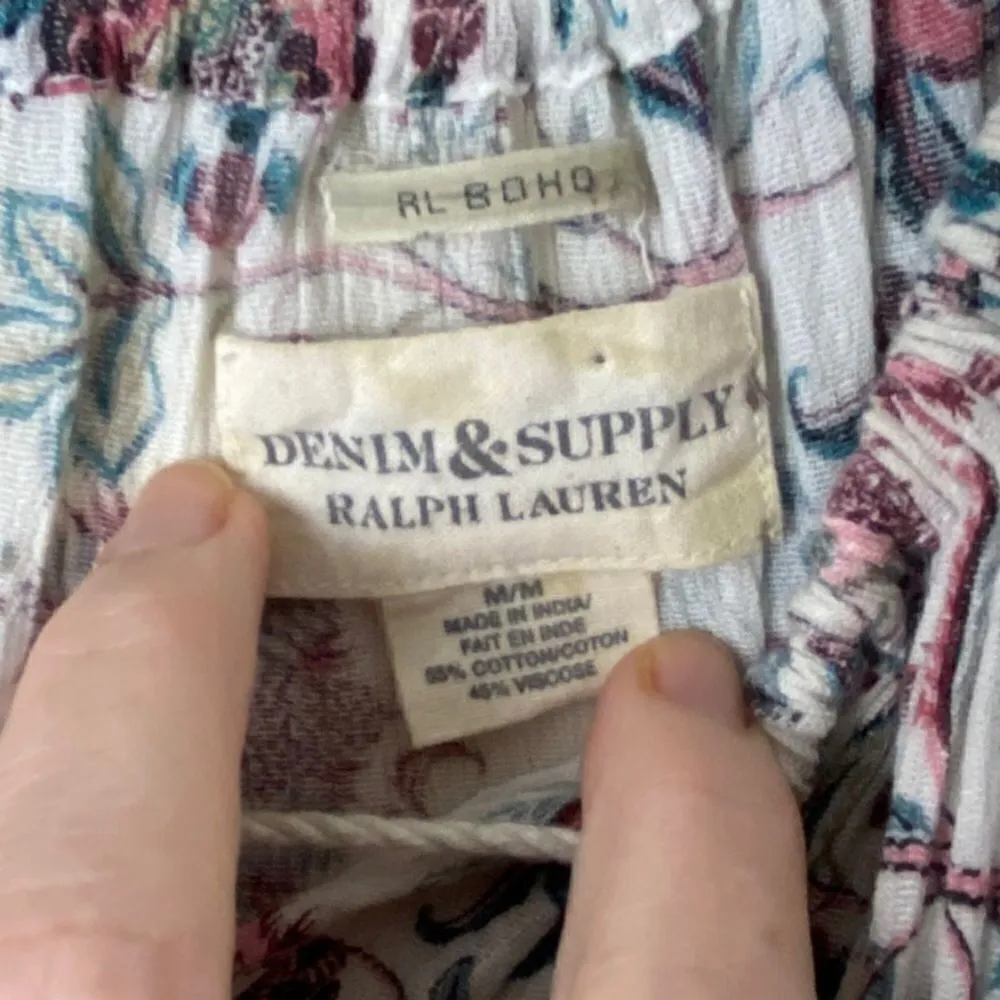 RL BOHO
DENIM & SUPPLY
RALPH LAUREN
M/M
MADE IN INDIA/
FAIT EN INDE
55% COTTON/COTON
45% VISCOSE